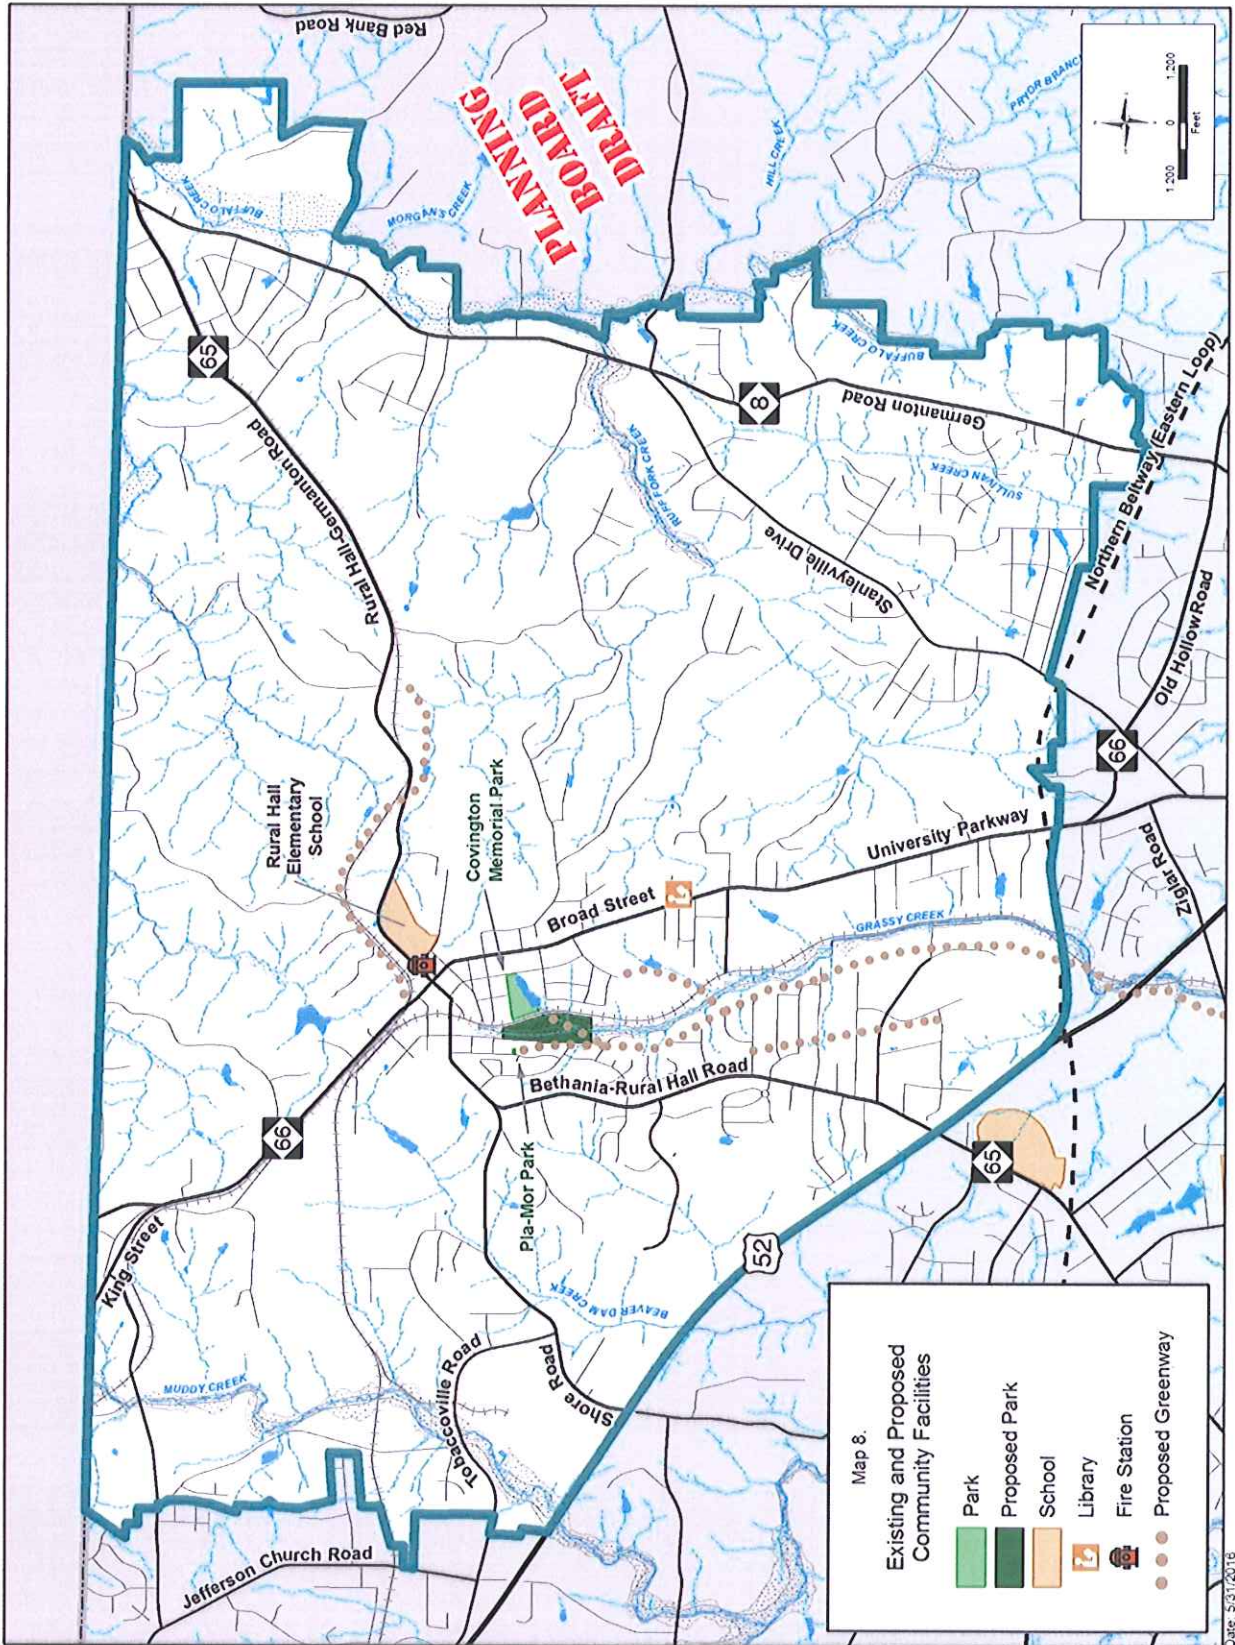 Red Bank Road
PLANNING
BOARD
DRAFT
PRYOR BRANCH
1,200
0
1,200
Feet
BUFFALO CREEK
MORGAN'S CREEK
MILL CREEK
65
Rural Hall-Germanton Road
RUFF FORK CREEK
8
Germanton Road
BUFFALO CREEK
SULLIVAN CREEK
Northern Beltway (Eastern Loop)
Stanleyville Drive
Old Hollow Road
66
Rural Hall
Elementary
School
Covington
Memorial Park
Broad Street
University Parkway
Ziglar Road
GRASSY CREEK
66
Pla-Mor Park
Bethania-Rural Hall Road
65
52
King Street
MUDDY CREEK
BEAVER DAM CREEK
Tobaccoville Road
Shore Road
Jefferson Church Road
Map 8.
Existing and Proposed
Community Facilities
Park
Proposed Park
School
Library
Fire Station
Proposed Greenway
Date: 5/31/2016